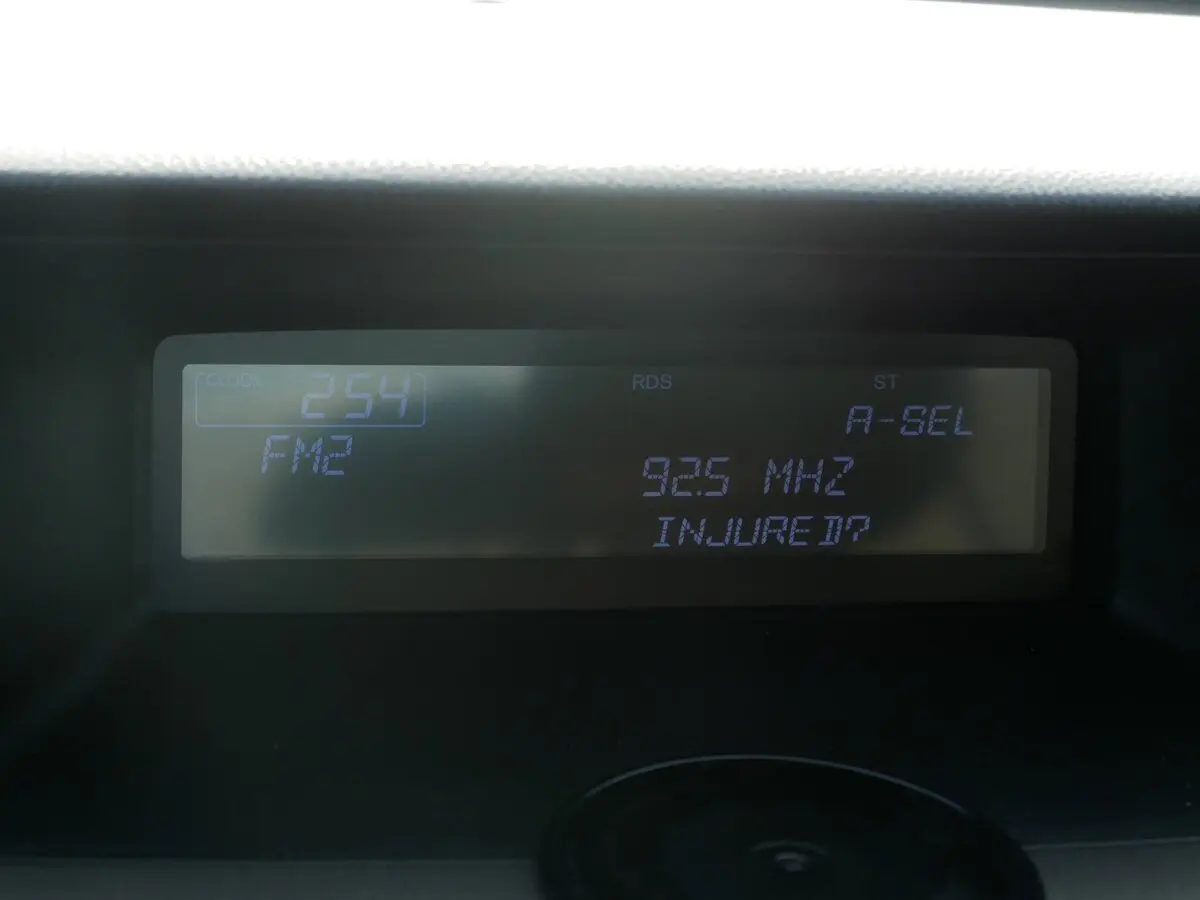 CLOCK 254
RDS ST
A-SEL
FM2
92.5 MHZ
INJURED?